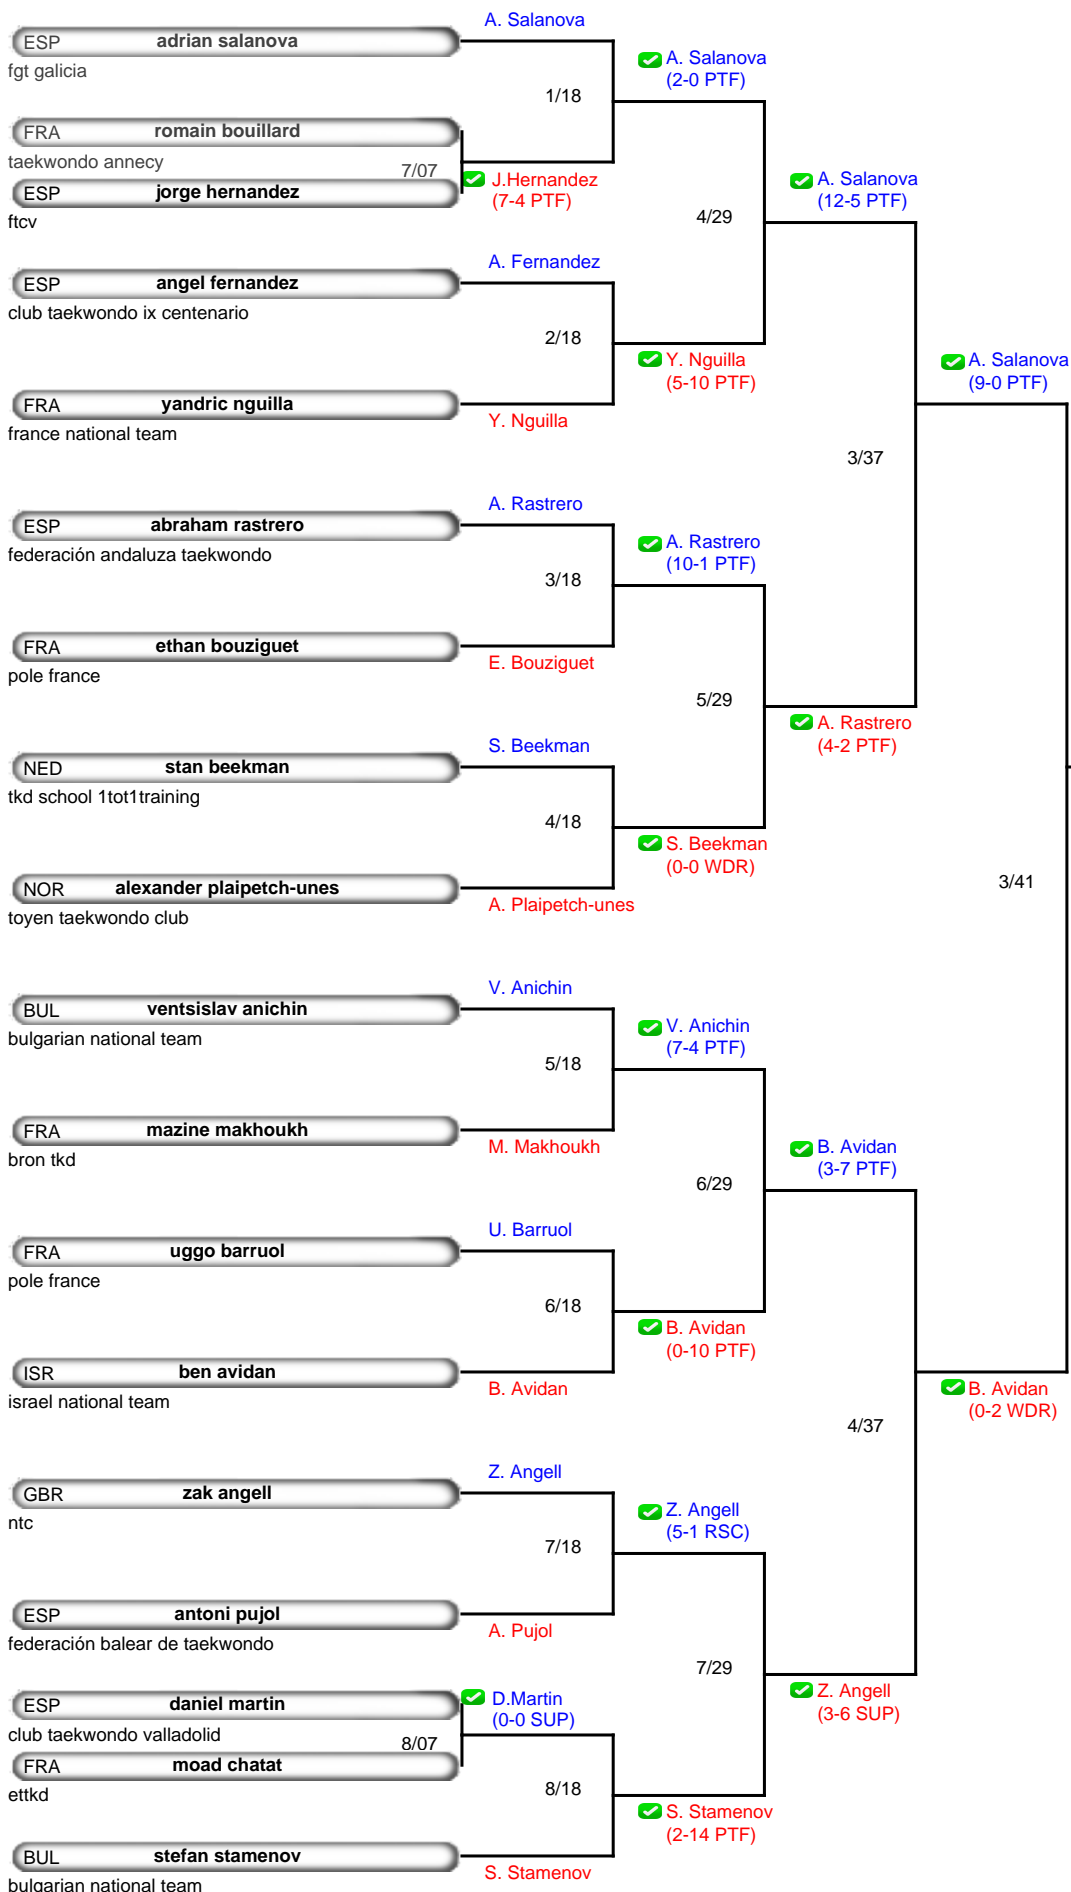 A. Salanova
ESP adrian salanova
fgt galicia
A. Salanova
(2-0 PTF)
1/18
FRA romain bouillard
taekwondo annecy
7/07
J.Hernandez
(7-4 PTF)
ESP jorge hernandez
ftcv
A. Salanova
(12-5 PTF)
4/29
A. Fernandez
ESP angel fernandez
club taekwondo ix centenario
2/18
Y. Nguilla
(5-10 PTF)
A. Salanova
(9-0 PTF)
FRA yandric nguilla
france national team
Y. Nguilla
3/37
A. Rastrero
ESP abraham rastrero
federación andaluza taekwondo
A. Rastrero
(10-1 PTF)
3/18
FRA ethan bouziguet
pole france
E. Bouziguet
5/29
A. Rastrero
(4-2 PTF)
S. Beekman
NED stan beekman
tkd school 1tot1training
4/18
S. Beekman
(0-0 WDR)
3/41
NOR alexander plaipetch-unes
toyen taekwondo club
A. Plaipetch-unes
V. Anichin
BUL ventsislav anichin
bulgarian national team
V. Anichin
(7-4 PTF)
5/18
FRA mazine makhoukh
bron tkd
M. Makhoukh
B. Avidan
(3-7 PTF)
6/29
U. Barruol
FRA uggo barruol
pole france
6/18
B. Avidan
(0-10 PTF)
ISR ben avidan
israel national team
B. Avidan
B. Avidan
(0-2 WDR)
4/37
Z. Angell
GBR zak angell
ntc
Z. Angell
(5-1 RSC)
7/18
ESP antoni pujol
federación balear de taekwondo
A. Pujol
7/29
Z. Angell
(3-6 SUP)
ESP daniel martin
club taekwondo valladolid
D.Martin
(0-0 SUP)
8/07
FRA moad chatat
ettkd
8/18
S. Stamenov
(2-14 PTF)
BUL stefan stamenov
bulgarian national team
S. Stamenov